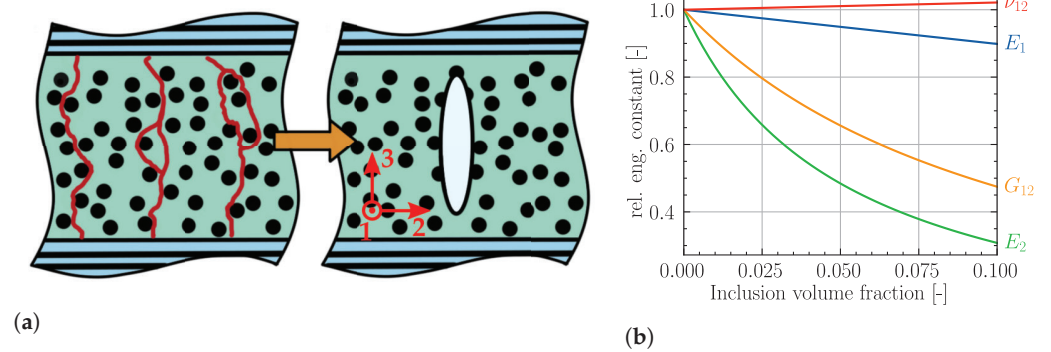 3
1
2
(a)
rel. eng. constant [-]
1.0
0.8
0.6
0.4
ν12
E1
G12
E2
0.000
0.025
0.050
0.075
0.100
Inclusion volume fraction [-]
(b)